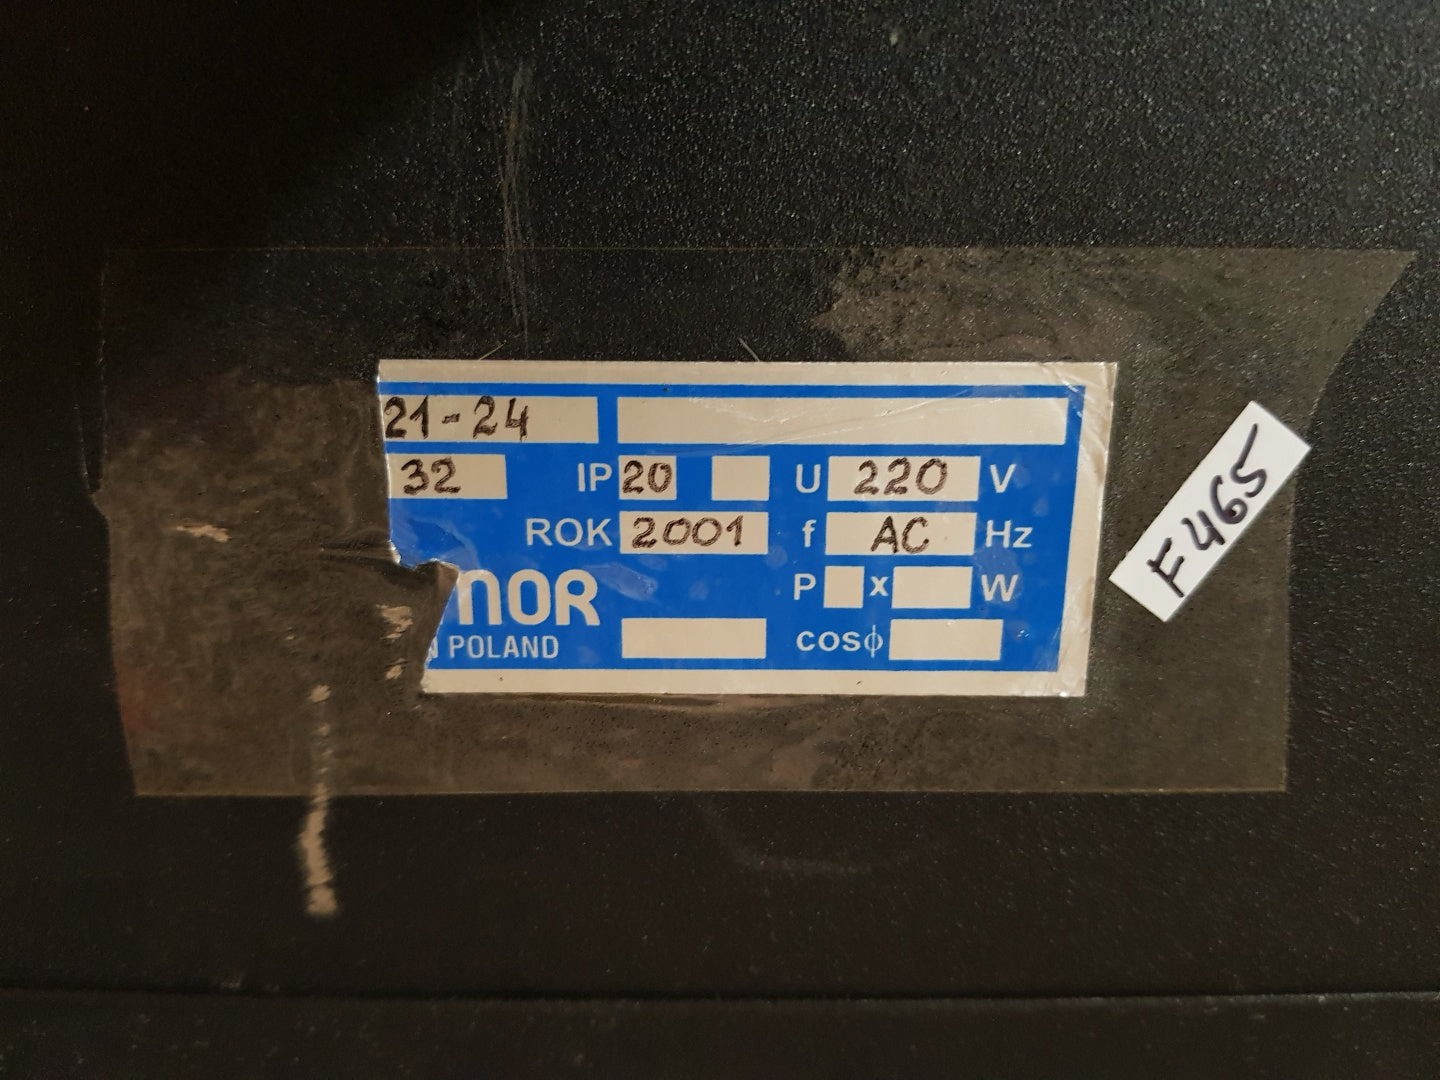 21-24
32 IP 20 U 220 V
ROK 2001 f AC Hz
NOR P x W
N POLAND cosϕ
F465